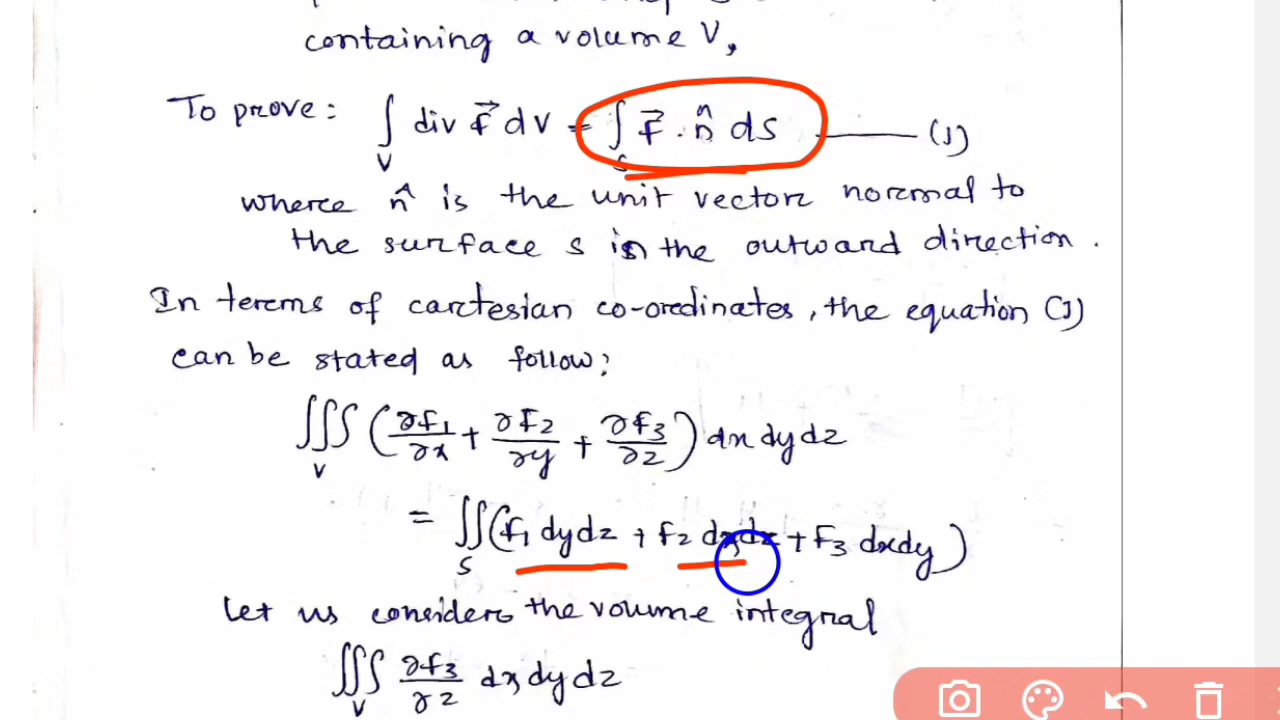 containing a volume V,
To prove: ∫_V div F⃗ dV = ∫_S F⃗ . n̂ ds ——— (1)
where n̂ is the unit vector normal to
the surface S in the outward direction.
In terms of cartesian co-ordinates, the equation (1)
can be stated as follow:
∭_V (∂F₁/∂x + ∂F₂/∂y + ∂F₃/∂z) dx dy dz
= ∬_S (F₁ dydz + F₂ dzdx + F₃ dxdy)
Let us consider the voume integral
∭_V ∂F₃/∂z dx dy dz